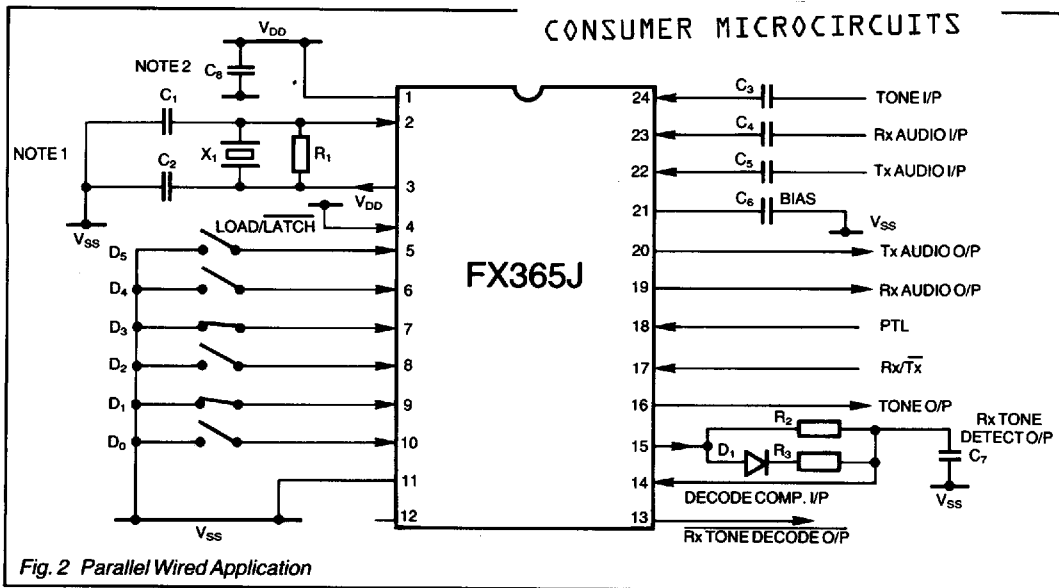 CONSUMER MICROCIRCUITS
VDD
NOTE 2
C8
C1
NOTE 1
X1
R1
C2
VSS
VDD
LOAD/LATCH
D5
D4
D3
D2
D1
D0
VSS
1
2
3
4
5
6
7
8
9
10
11
12
FX365J
24
23
22
21
20
19
18
17
16
15
14
13
C3
TONE I/P
C4
Rx AUDIO I/P
C5
Tx AUDIO I/P
C6
BIAS
VSS
Tx AUDIO O/P
Rx AUDIO O/P
PTL
Rx/Tx
TONE O/P
R2
D1
R3
Rx TONE
DETECT O/P
C7
VSS
DECODE COMP. I/P
Rx TONE DECODE O/P
Fig. 2 Parallel Wired Application